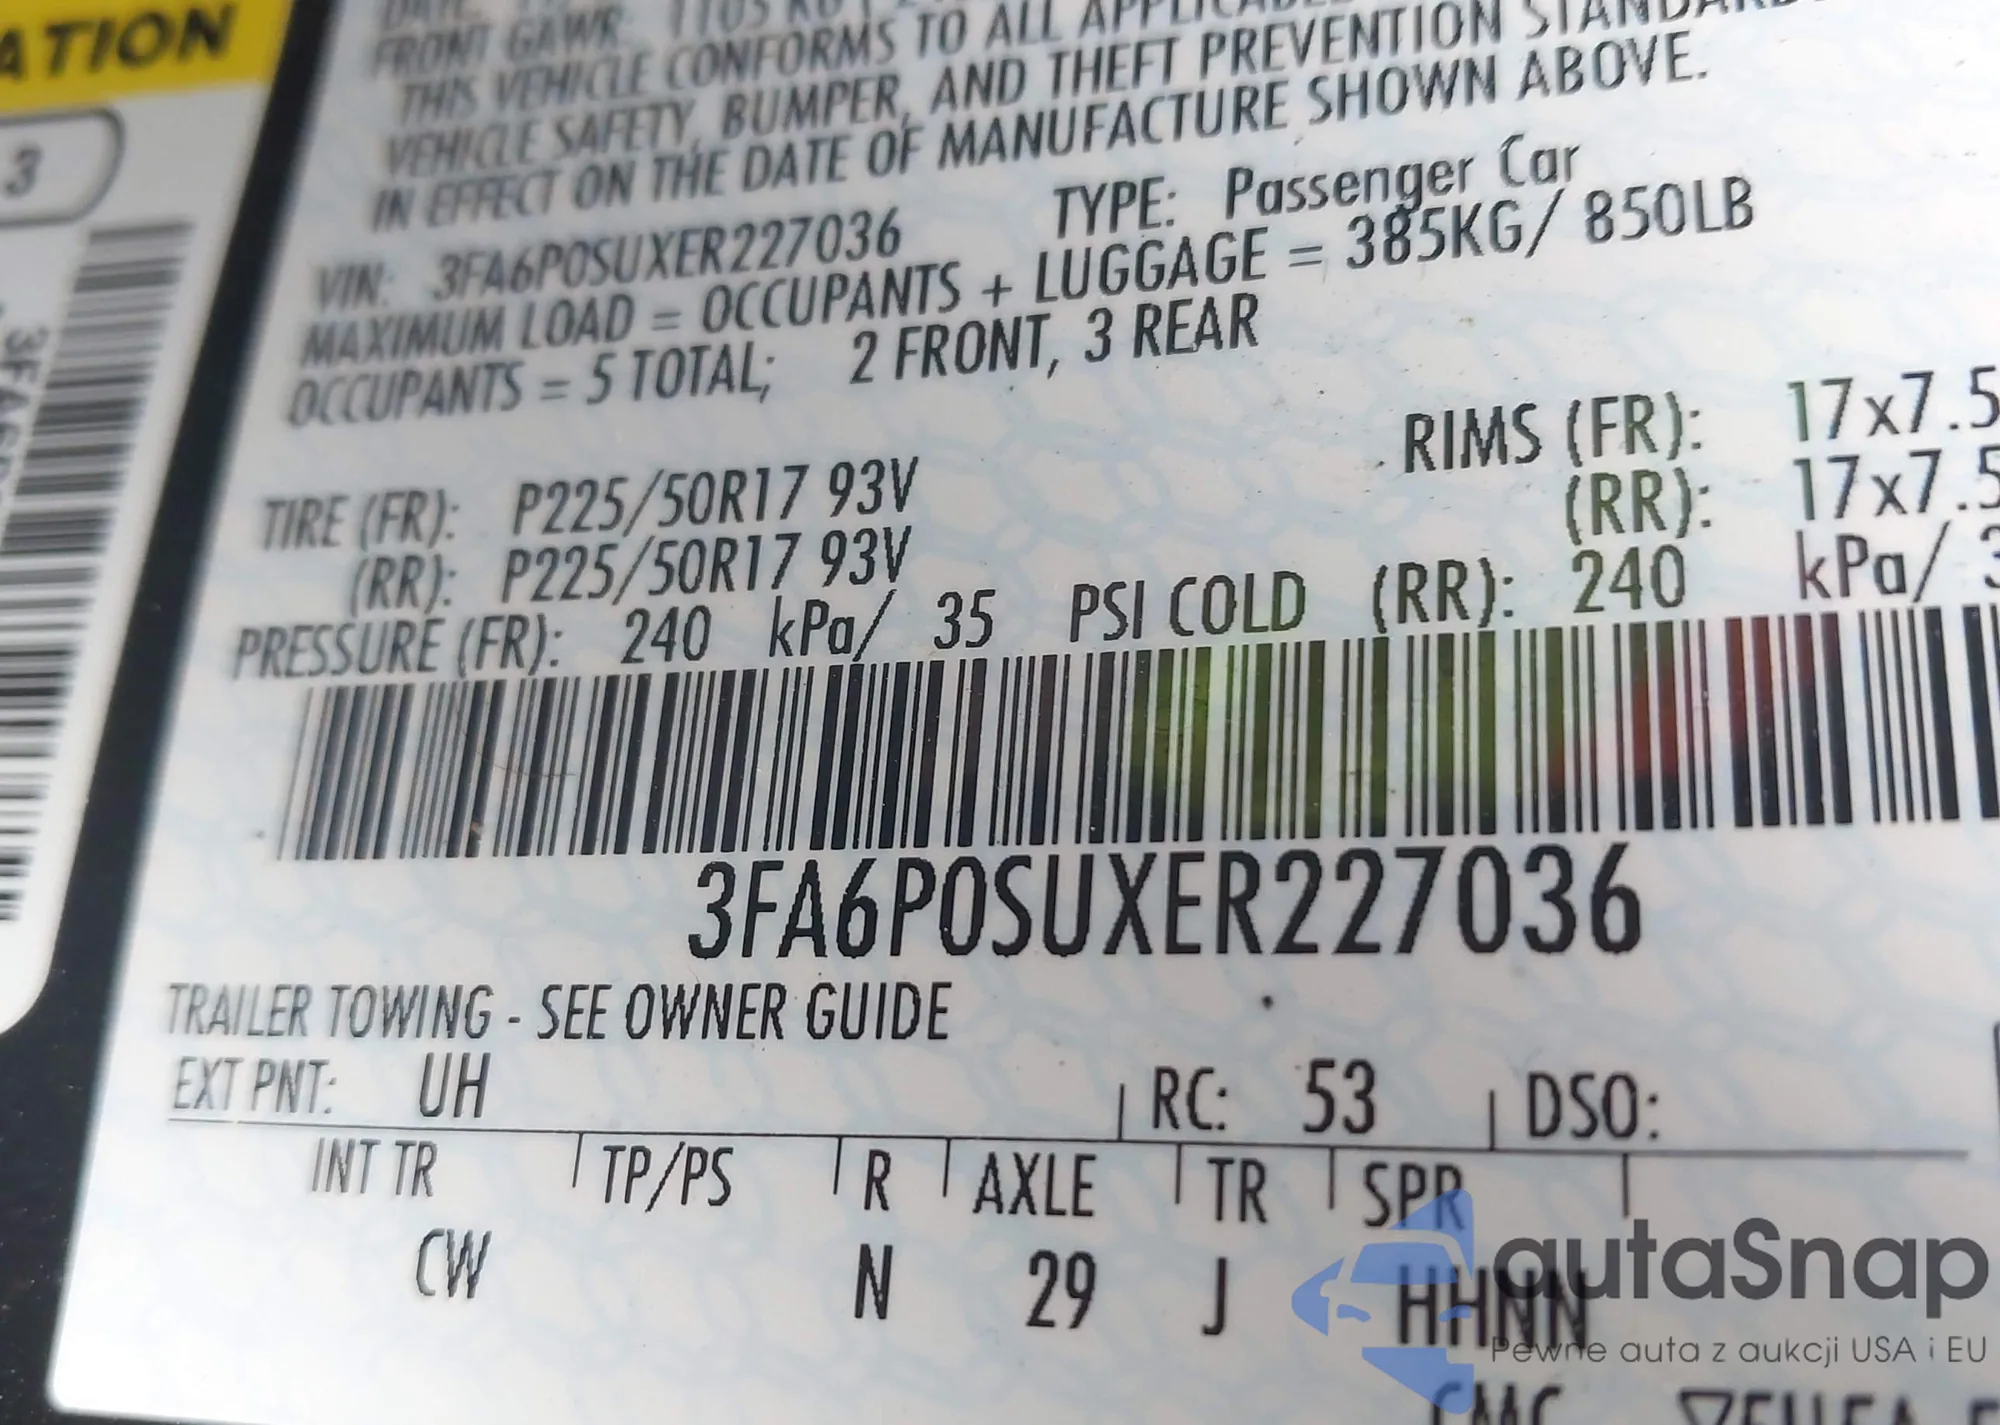 ATION
3
FRONT GAWR: 1105 KG
THIS VEHICLE CONFORMS TO ALL APPLICABLE
VEHICLE SAFETY, BUMPER, AND THEFT PREVENTION STANDARDS
IN EFFECT ON THE DATE OF MANUFACTURE SHOWN ABOVE.
VIN: 3FA6P0SUXER227036 TYPE: Passenger Car
MAXIMUM LOAD = OCCUPANTS + LUGGAGE = 385KG/ 850LB
OCCUPANTS = 5 TOTAL; 2 FRONT, 3 REAR
TIRE (FR): P225/50R17 93V RIMS (FR): 17x7.5
(RR): P225/50R17 93V (RR): 17x7.5
PRESSURE (FR): 240 kPa/ 35 PSI COLD (RR): 240 kPa/ 3
3FA6P0SUXER227036
TRAILER TOWING - SEE OWNER GUIDE
EXT PNT: UH RC: 53 DSO:
INT TR TP/PS R AXLE TR SPR
CW N 29 J HHNN
autaSnap
Pewne auta z aukcji USA i EU